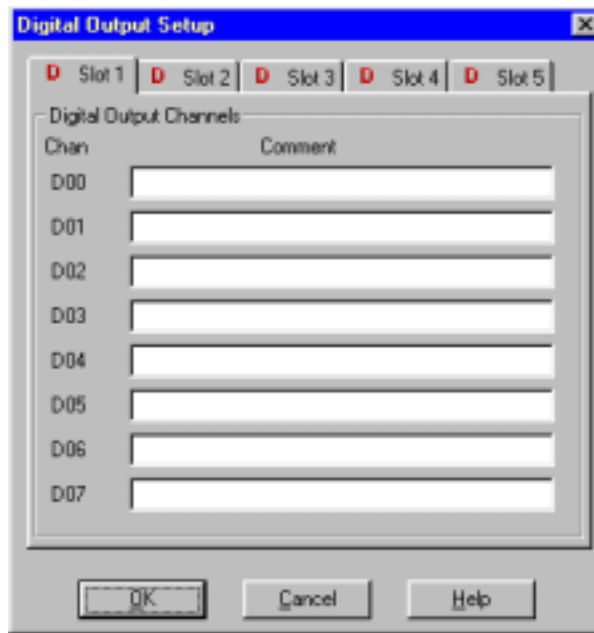 Digital Output Setup
D Slot 1 D Slot 2 D Slot 3 D Slot 4 D Slot 5
Digital Output Channels
Chan Comment
D00
D01
D02
D03
D04
D05
D06
D07
OK Cancel Help